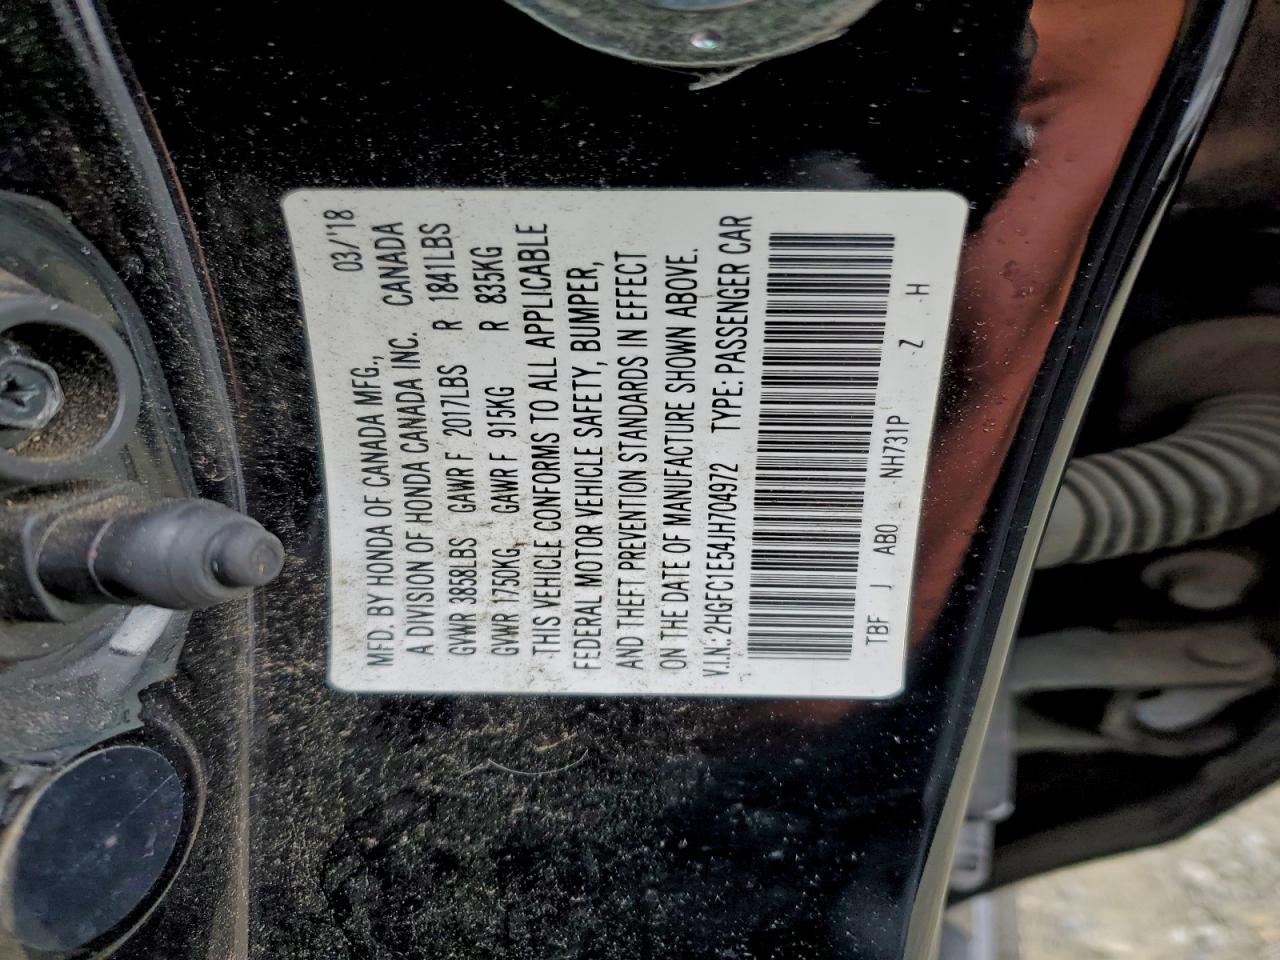 MFD. BY HONDA OF CANADA MFG., 03/'18
A DIVISION OF HONDA CANADA INC. CANADA
GVWR 3858LBS GAWR F 2017LBS R 1841LBS
GVWR 1750KG GAWR F 915KG R 835KG
THIS VEHICLE CONFORMS TO ALL APPLICABLE
FEDERAL MOTOR VEHICLE SAFETY, BUMPER,
AND THEFT PREVENTION STANDARDS IN EFFECT
ON THE DATE OF MANUFACTURE SHOWN ABOVE.
V.I.N.: 2HGFC1E54JH704972 TYPE: PASSENGER CAR
TBF J AB0 - NH731P -Z -H